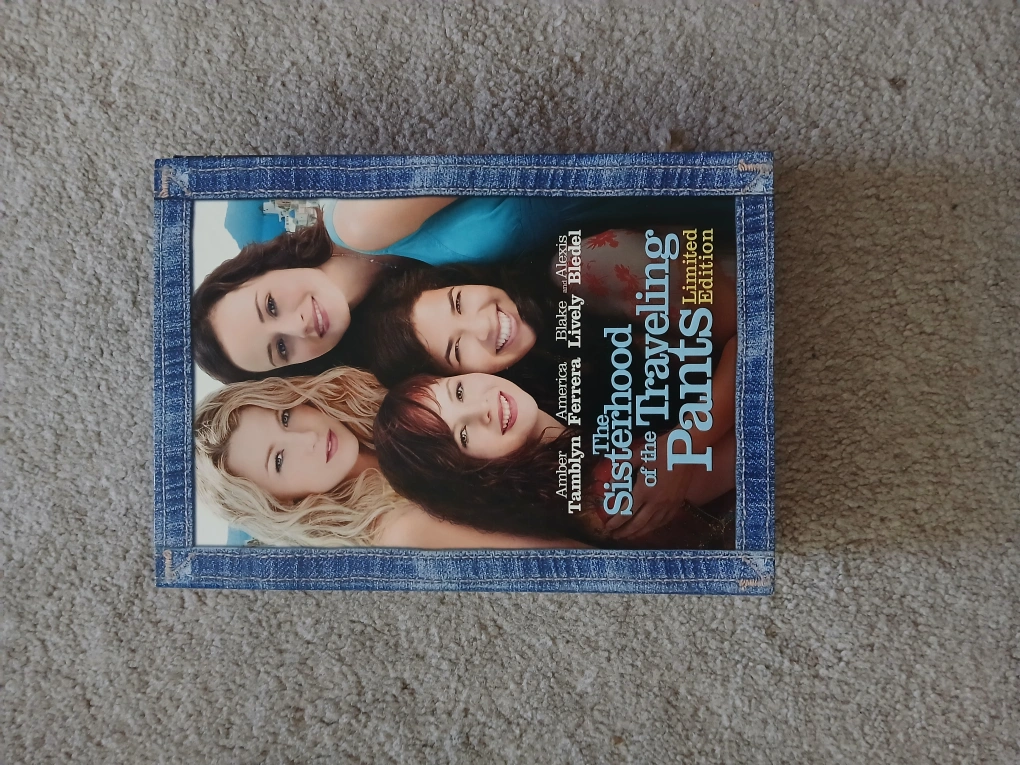 Amber America Blake and Alexis
Tamblyn Ferrera Lively Bledel
The
Sisterhood
of the Traveling
Pants Limited
Edition